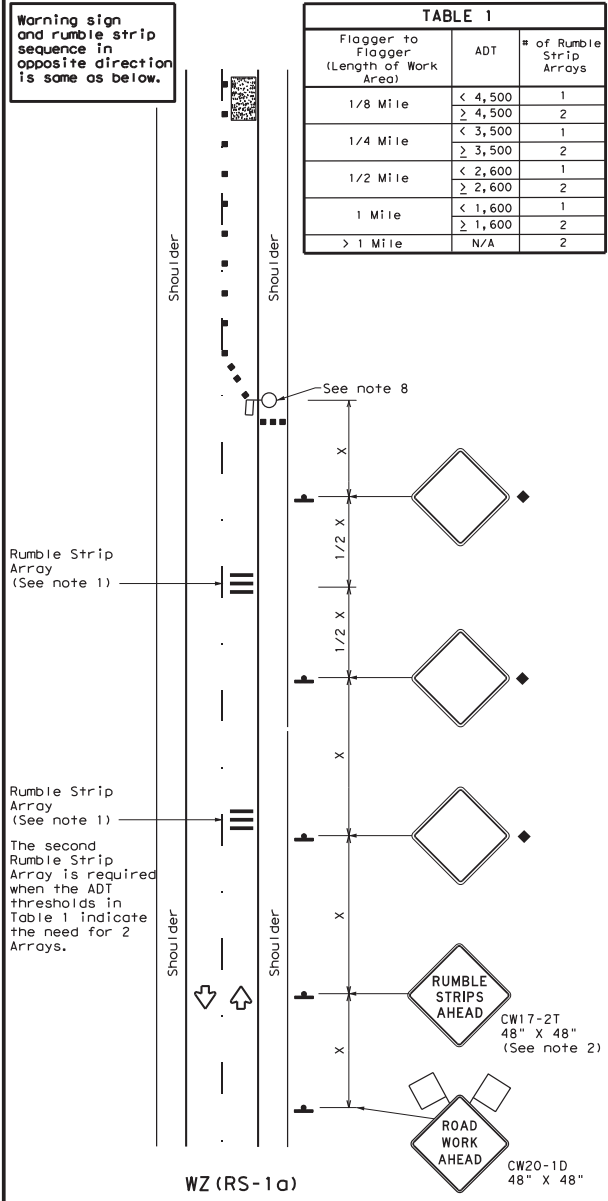 Warning sign
and rumble strip
sequence in
opposite direction
is same as below.
TABLE 1
Flagger to
Flagger
(Length of Work
Area)
ADT
# of Rumble
Strip
Arrays
1/8 Mile
< 4,500
1
≥ 4,500
2
1/4 Mile
< 3,500
1
≥ 3,500
2
1/2 Mile
< 2,600
1
≥ 2,600
2
1 Mile
< 1,600
1
≥ 1,600
2
> 1 Mile
N/A
2
Shoulder
Shoulder
See note 8
X
1/2 X
Rumble Strip
Array
(See note 1)
1/2 X
X
Rumble Strip
Array
(See note 1)
The second
Rumble Strip
Array is required
when the ADT
thresholds in
Table 1 indicate
the need for 2
Arrays.
Shoulder
Shoulder
X
RUMBLE
STRIPS
AHEAD
CW17-2T
48" X 48"
(See note 2)
X
ROAD
WORK
AHEAD
CW20-1D
48" X 48"
WZ (RS-1a)